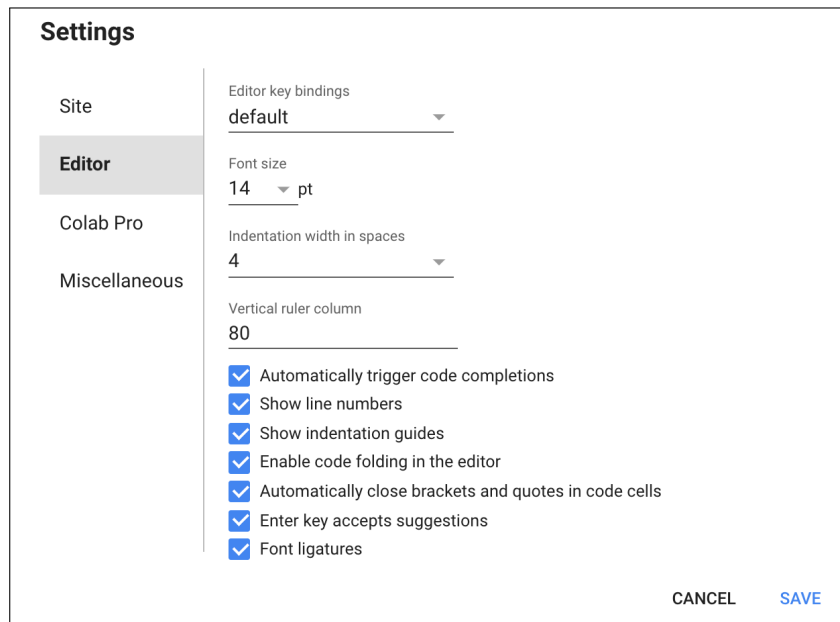 Settings
Site
Editor
Colab Pro
Miscellaneous
Editor key bindings
default
Font size
14 pt
Indentation width in spaces
4
Vertical ruler column
80
Automatically trigger code completions
Show line numbers
Show indentation guides
Enable code folding in the editor
Automatically close brackets and quotes in code cells
Enter key accepts suggestions
Font ligatures
CANCEL SAVE